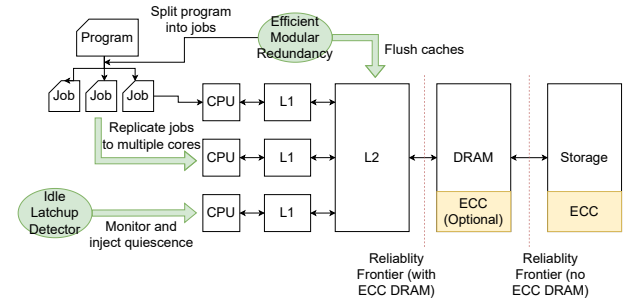 Split program
into jobs
Efficient
Modular
Redundancy
Program
Flush caches
Job
Job
Job
CPU
L1
Replicate jobs
to multiple cores
CPU
L1
L2
DRAM
Storage
Idle
Latchup
Detector
Monitor and
inject quiescence
CPU
L1
ECC
(Optional)
ECC
Reliablity
Frontier (with
ECC DRAM)
Reliablity
Frontier (no
ECC DRAM)